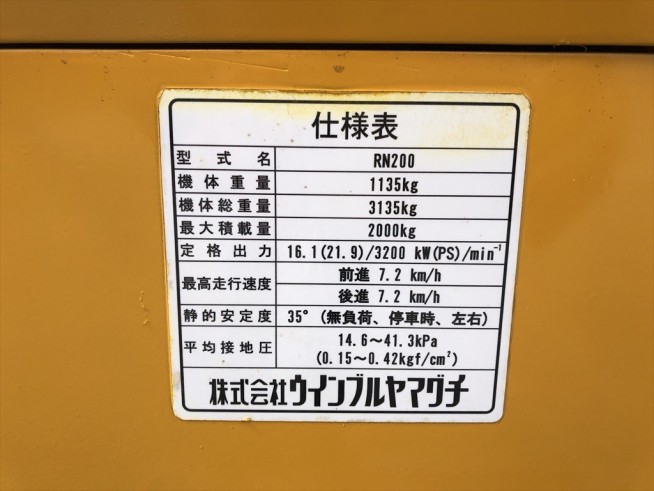 仕様表
型式名 RN200
機体重量 1135kg
機体総重量 3135kg
最大積載量 2000kg
定格出力 16.1(21.9)/3200 kW(PS)/min⁻¹
最高走行速度 前進 7.2 km/h
後進 7.2 km/h
静的安定度 35° (無負荷、停車時、左右)
平均接地圧 14.6～41.3kPa
(0.15～0.42kgf/cm²)
株式会社ウインブルヤマグチ